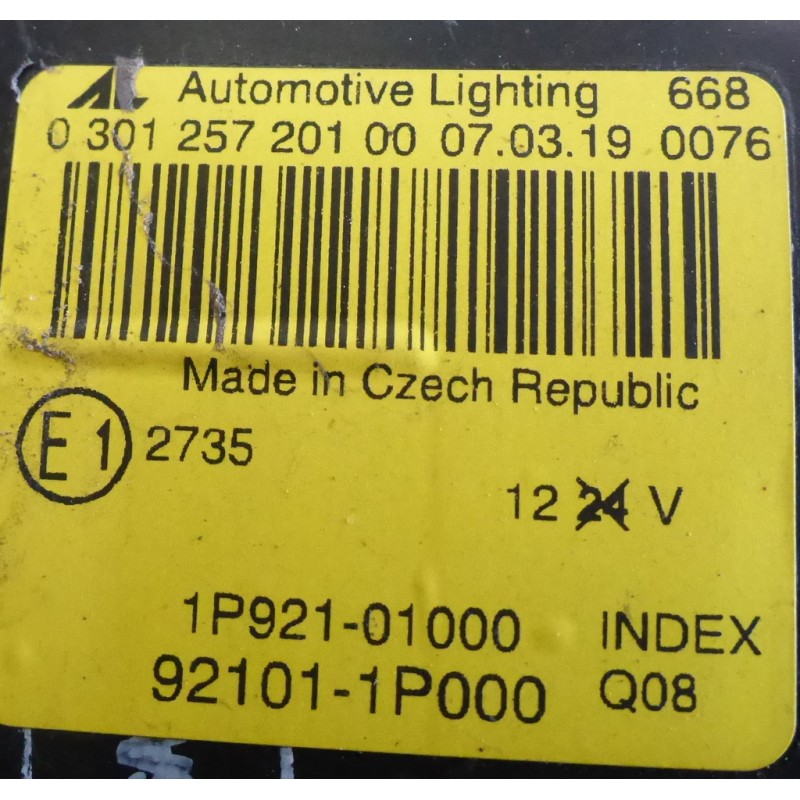 AL Automotive Lighting 668
0 301 257 201 00 07.03.19 0076
Made in Czech Republic
E1 2735
12 24 V
1P921-01000 INDEX
92101-1P000 Q08